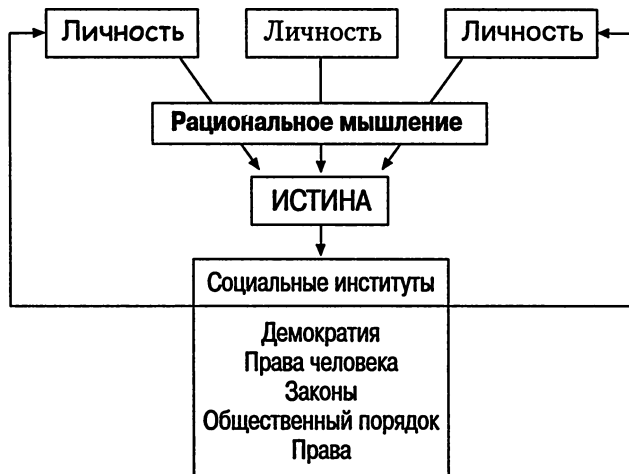 Личность
Личность
Личность
Рациональное мышление
ИСТИНА
Социальные институты
Демократия
Права человека
Законы
Общественный порядок
Права